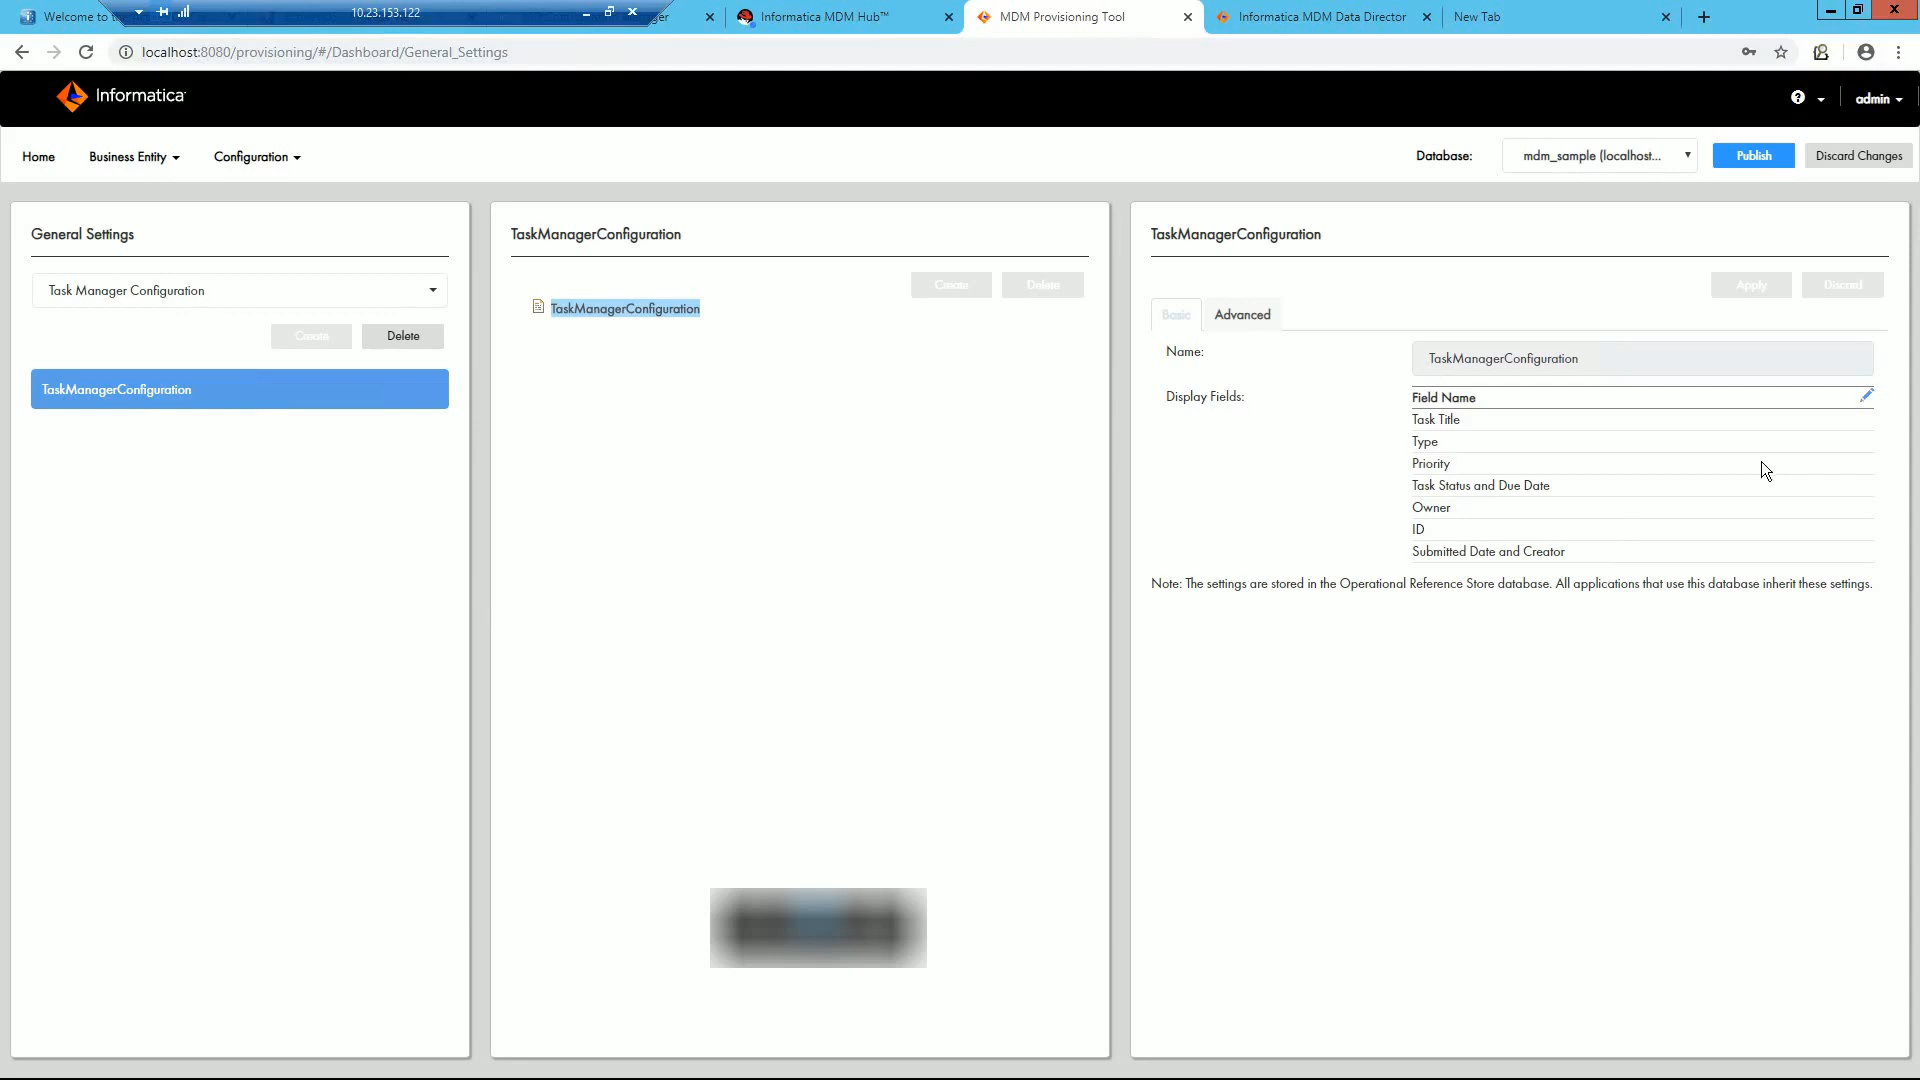 Welcome to t
10.23.153.122
ger
Informatica MDM Hub™
MDM Provisioning Tool
Informatica MDM Data Director
New Tab
localhost:8080/provisioning/#/Dashboard/General_Settings
Informatica
admin
Home
Business Entity
Configuration
Database:
mdm_sample (localhost...
Publish
Discard Changes
General Settings
Task Manager Configuration
Create
Delete
TaskManagerConfiguration
TaskManagerConfiguration
Create
Delete
TaskManagerConfiguration
TaskManagerConfiguration
Apply
Discard
Basic
Advanced
Name:
TaskManagerConfiguration
Display Fields:
Field Name
Task Title
Type
Priority
Task Status and Due Date
Owner
ID
Submitted Date and Creator
Note: The settings are stored in the Operational Reference Store database. All applications that use this database inherit these settings.